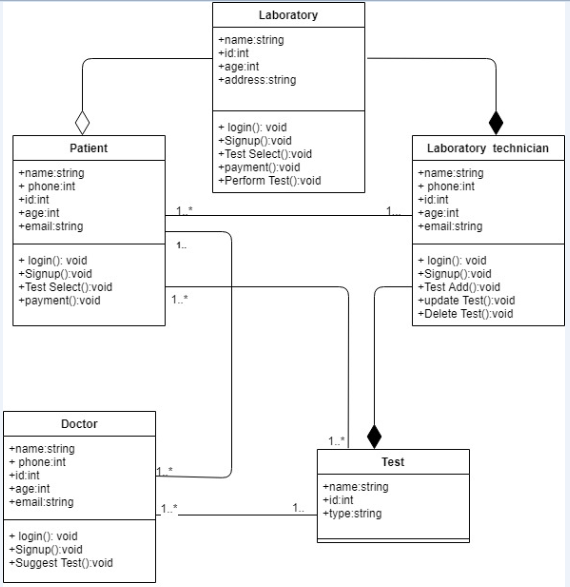 Laboratory
+name:string
+id:int
+age:int
+address:string
+ login(): void
+Signup():void
+Test Select():void
+payment():void
+Perform Test():void
Patient
+name:string
+ phone:int
+id:int
+age:int
+email:string
+ login(): void
+Signup():void
+Test Select():void
+payment():void
Laboratory technician
+name:string
+ phone:int
+id:int
+age:int
+email:string
+ login(): void
+Signup():void
+Test Add():void
+update Test():void
+Delete Test():void
1..*
1...
1..
1..*
1..*
Doctor
+name:string
+ phone:int
+id:int
+age:int
+email:string
+ login(): void
+Signup():void
+Suggest Test():void
1..*
1..*
1..
Test
+name:string
+id:int
+type:string